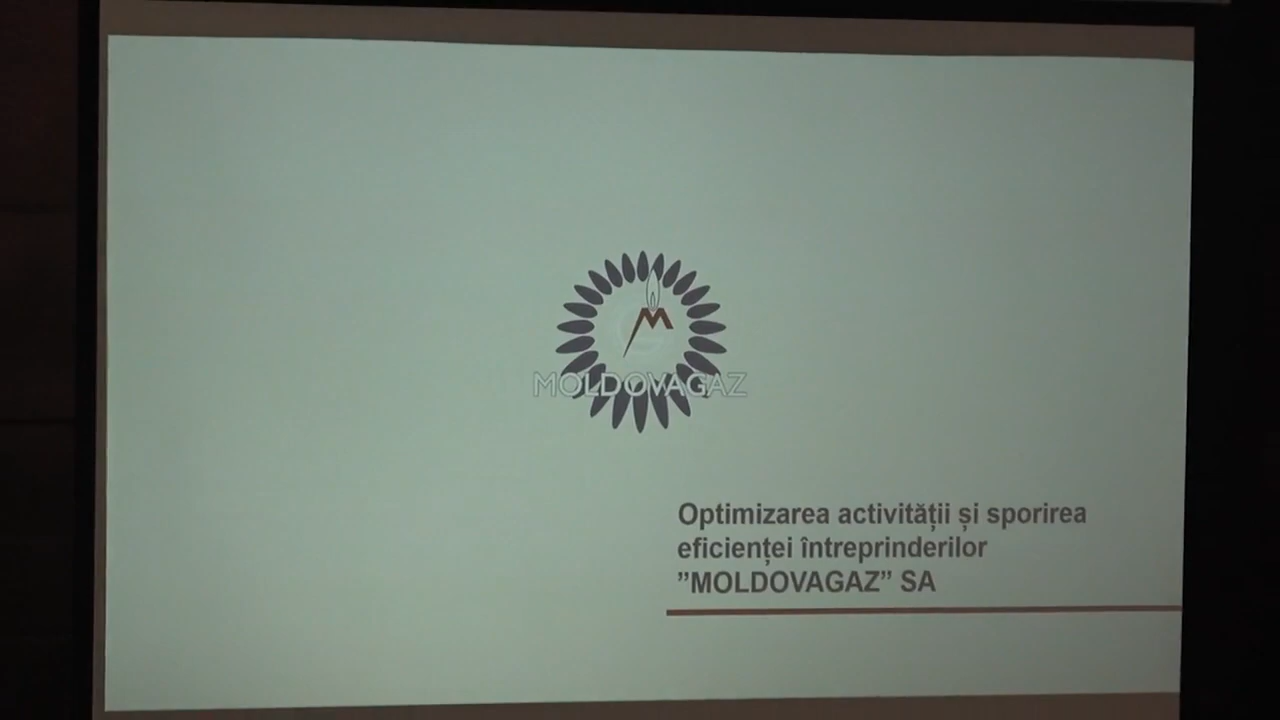 MOLDOVAGAZ
Optimizarea activității și sporirea
eficienței întreprinderilor
”MOLDOVAGAZ” SA